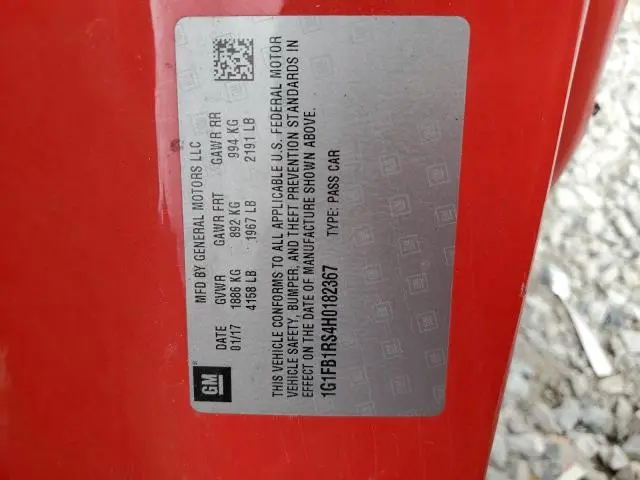 MFD BY GENERAL MOTORS LLC
DATE GVWR GAWR FRT GAWR RR
01/17 1886 KG 892 KG 994 KG
4158 LB 1967 LB 2191 LB
GM
THIS VEHICLE CONFORMS TO ALL APPLICABLE U.S. FEDERAL MOTOR
VEHICLE SAFETY, BUMPER, AND THEFT PREVENTION STANDARDS IN
EFFECT ON THE DATE OF MANUFACTURE SHOWN ABOVE.
1G1FB1RS4H0182367 TYPE: PASS CAR